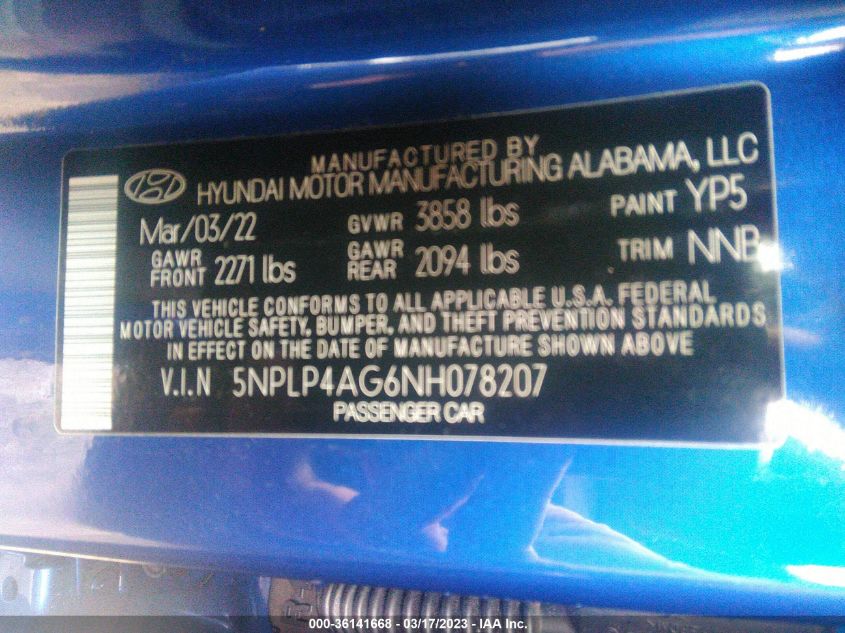 MANUFACTURED BY
HYUNDAI MOTOR MANUFACTURING ALABAMA, LLC
Mar/03/22 GVWR 3858 lbs PAINT YP5
GAWR FRONT 2271 lbs GAWR REAR 2094 lbs TRIM NNB
THIS VEHICLE CONFORMS TO ALL APPLICABLE U.S.A. FEDERAL
MOTOR VEHICLE SAFETY, BUMPER, AND THEFT PREVENTION STANDARDS
IN EFFECT ON THE DATE OF MANUFACTURE SHOWN ABOVE
V.I.N 5NPLP4AG6NH078207
PASSENGER CAR
000-36141668 - 03/17/2023 - IAA Inc.